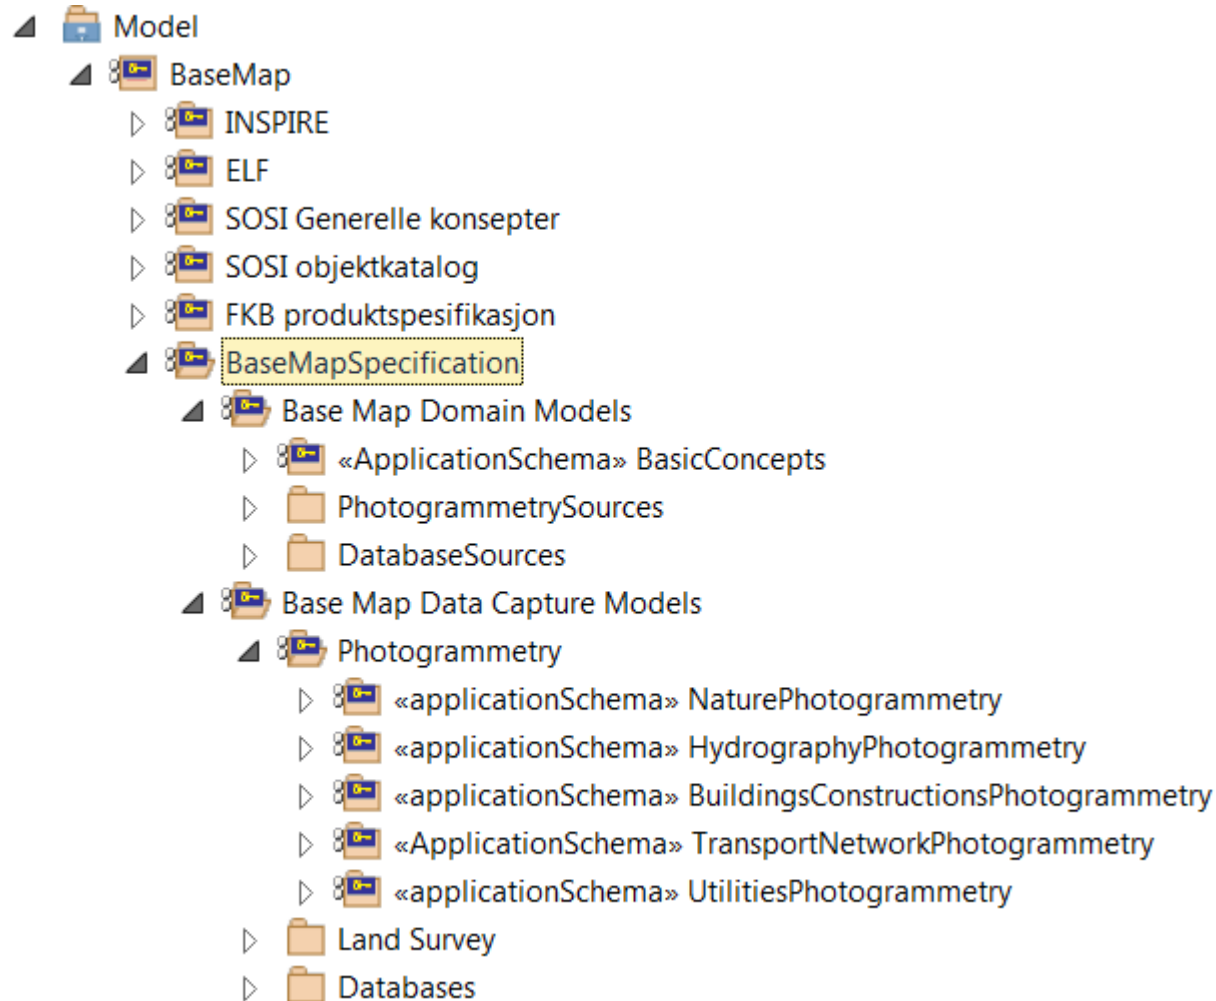 Model
BaseMap
INSPIRE
ELF
SOSI Generelle konsepter
SOSI objektkatalog
FKB produktspesifikasjon
BaseMapSpecification
Base Map Domain Models
«ApplicationSchema» BasicConcepts
PhotogrammetrySources
DatabaseSources
Base Map Data Capture Models
Photogrammetry
«applicationSchema» NaturePhotogrammetry
«applicationSchema» HydrographyPhotogrammetry
«applicationSchema» BuildingsConstructionsPhotogrammetry
«ApplicationSchema» TransportNetworkPhotogrammetry
«applicationSchema» UtilitiesPhotogrammetry
Land Survey
Databases